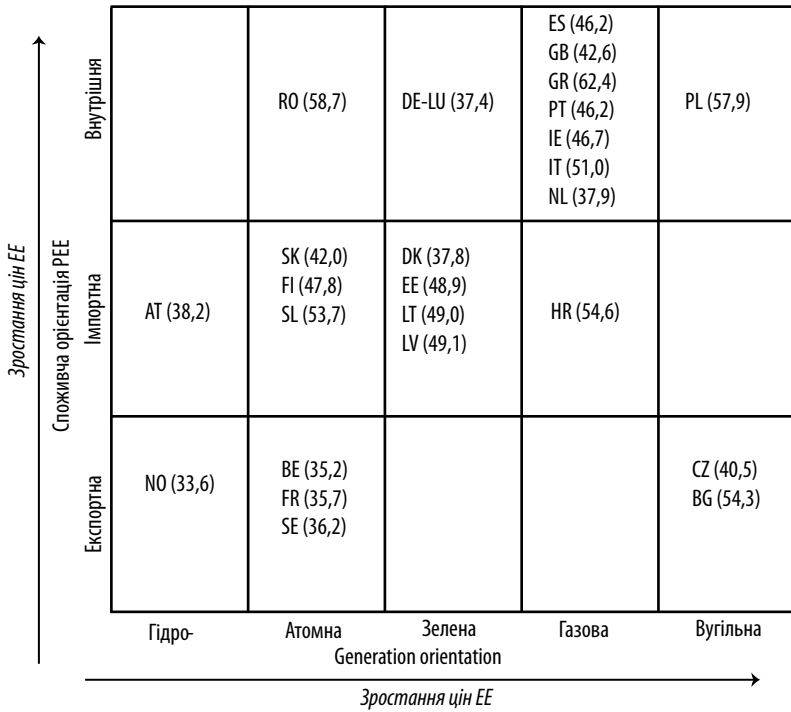 Зростання цін ЕЕ
Споживча орієнтація РЕЕ
Внутрішня
RO (58,7)
DE-LU (37,4)
ES (46,2)
GB (42,6)
GR (62,4)
PT (46,2)
IE (46,7)
IT (51,0)
NL (37,9)
PL (57,9)
Імпортна
AT (38,2)
SK (42,0)
FI (47,8)
SL (53,7)
DK (37,8)
EE (48,9)
LT (49,0)
LV (49,1)
HR (54,6)
Експортна
NO (33,6)
BE (35,2)
FR (35,7)
SE (36,2)
CZ (40,5)
BG (54,3)
Гідро-
Атомна
Зелена
Газова
Вугільна
Generation orientation
Зростання цін ЕЕ